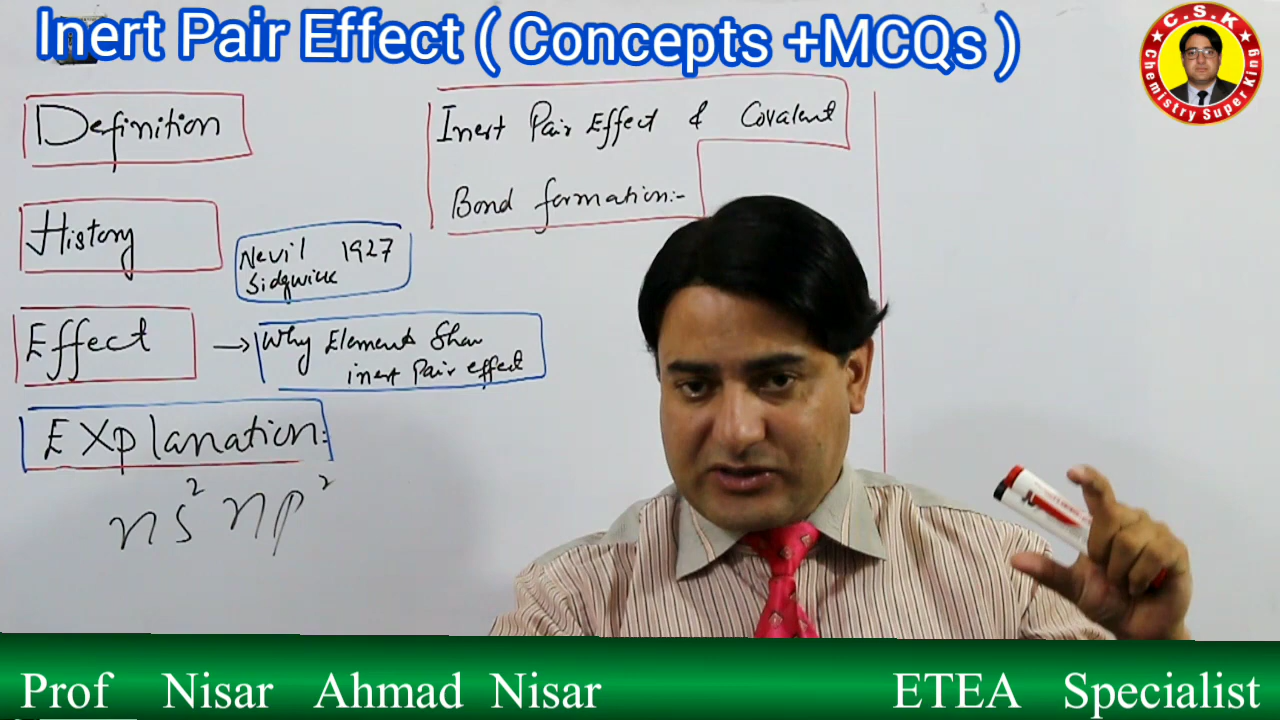 Inert Pair Effect ( Concepts +MCQs )
C.S.K
Chemistry Super King
Definition
Inert Pair Effect & Covalent
Bond formation:-
History
Nevil 1927
Sidgwick
Effect → Why Elements Show
inert Pair effect
EXplanation:
ns² np²
Prof Nisar Ahmad Nisar
ETEA Specialist